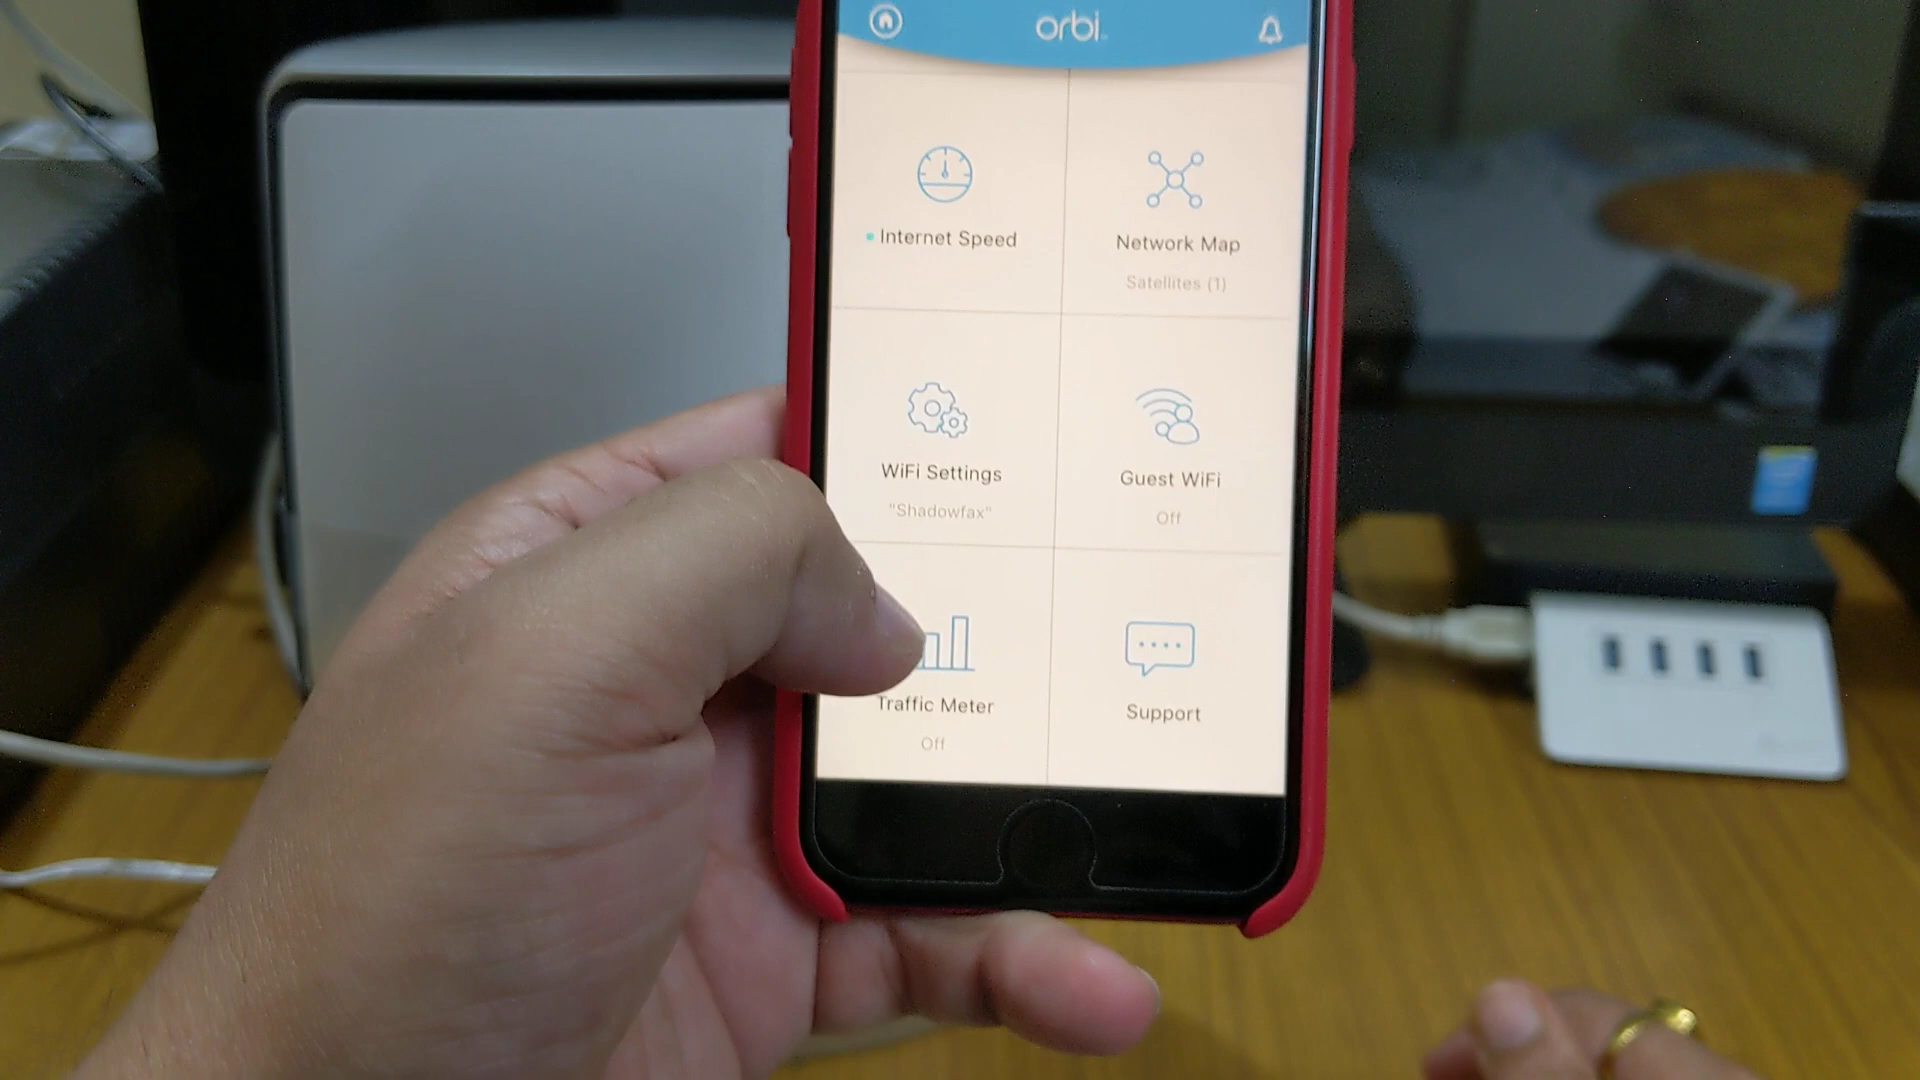 orbi
Internet Speed
Network Map
Satellites (1)
WiFi Settings
"Shadowfax"
Guest WiFi
Off
Traffic Meter
Off
Support